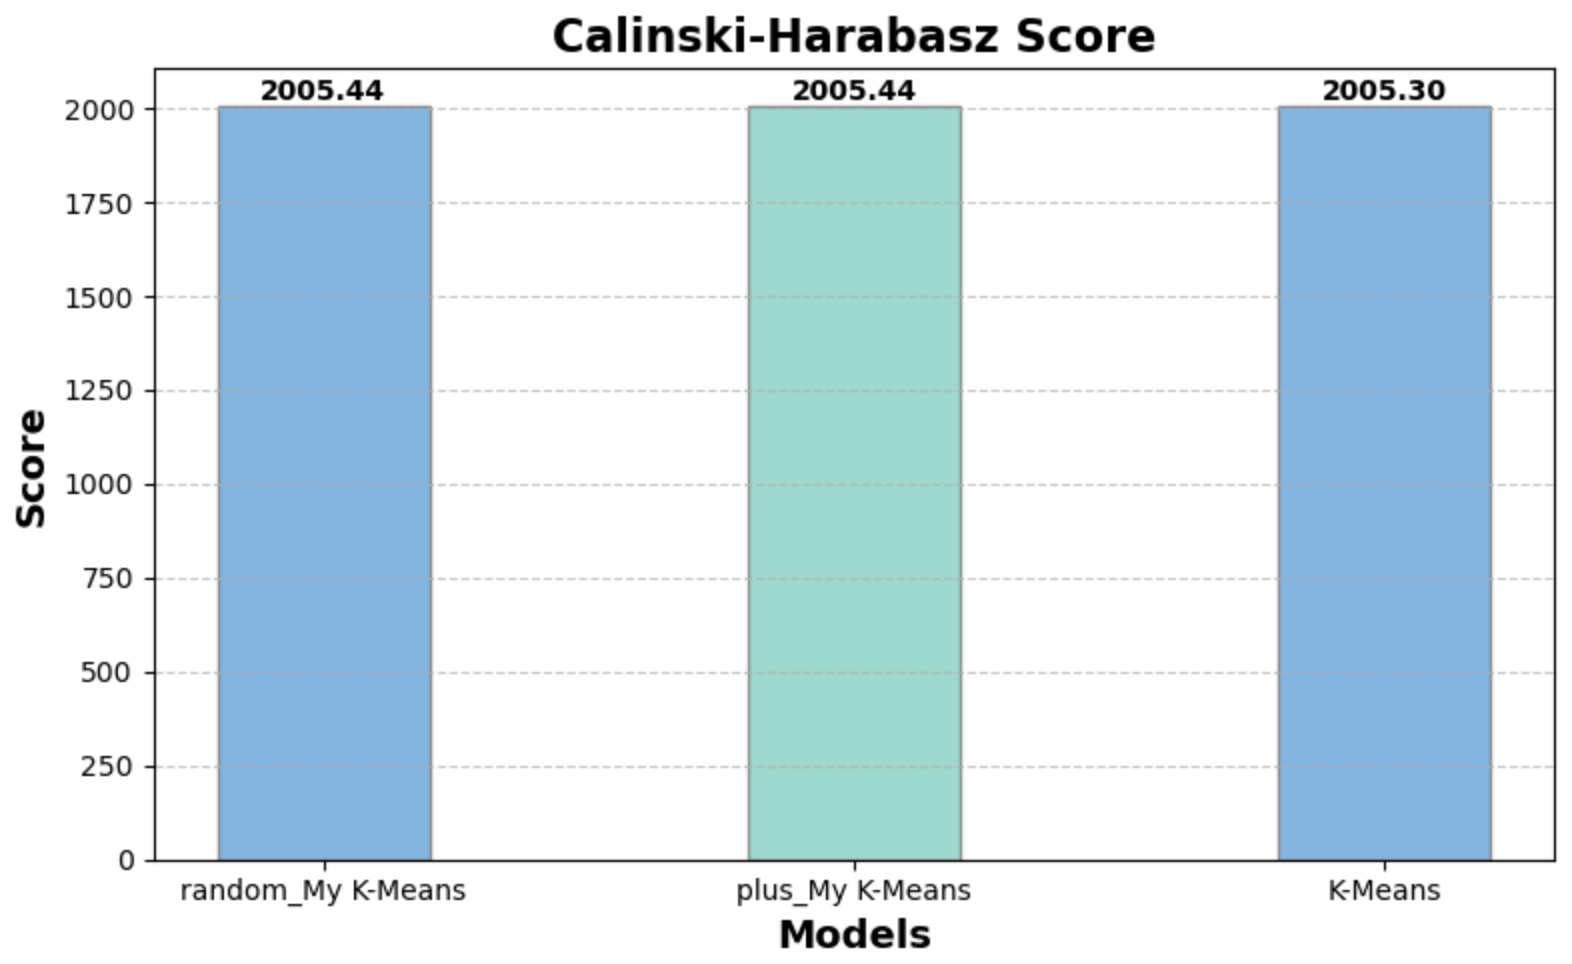 Calinski-Harabasz Score
2005.44 2005.44 2005.30
2000
1750
1500
1250
1000
750
500
250
0
Score
random_My K-Means plus_My K-Means K-Means
Models